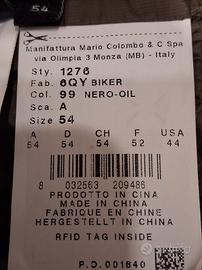 54
Manifattura Mario Colombo & C Spa
via Olimpia 3 Monza (MB) - Italy
Sty. 1276
Fab. 6QY BIKER
Col. 99 NERO-OIL
Sca. A
Size 54
A D CH F USA
54 54 54 52 44
8 032563 209486
PRODOTTO IN CINA
MADE IN CHINA
FABRIQUE EN CHINE
HERGESTELLT IN CHINA
RFID TAG INSIDE
P.O. 001840